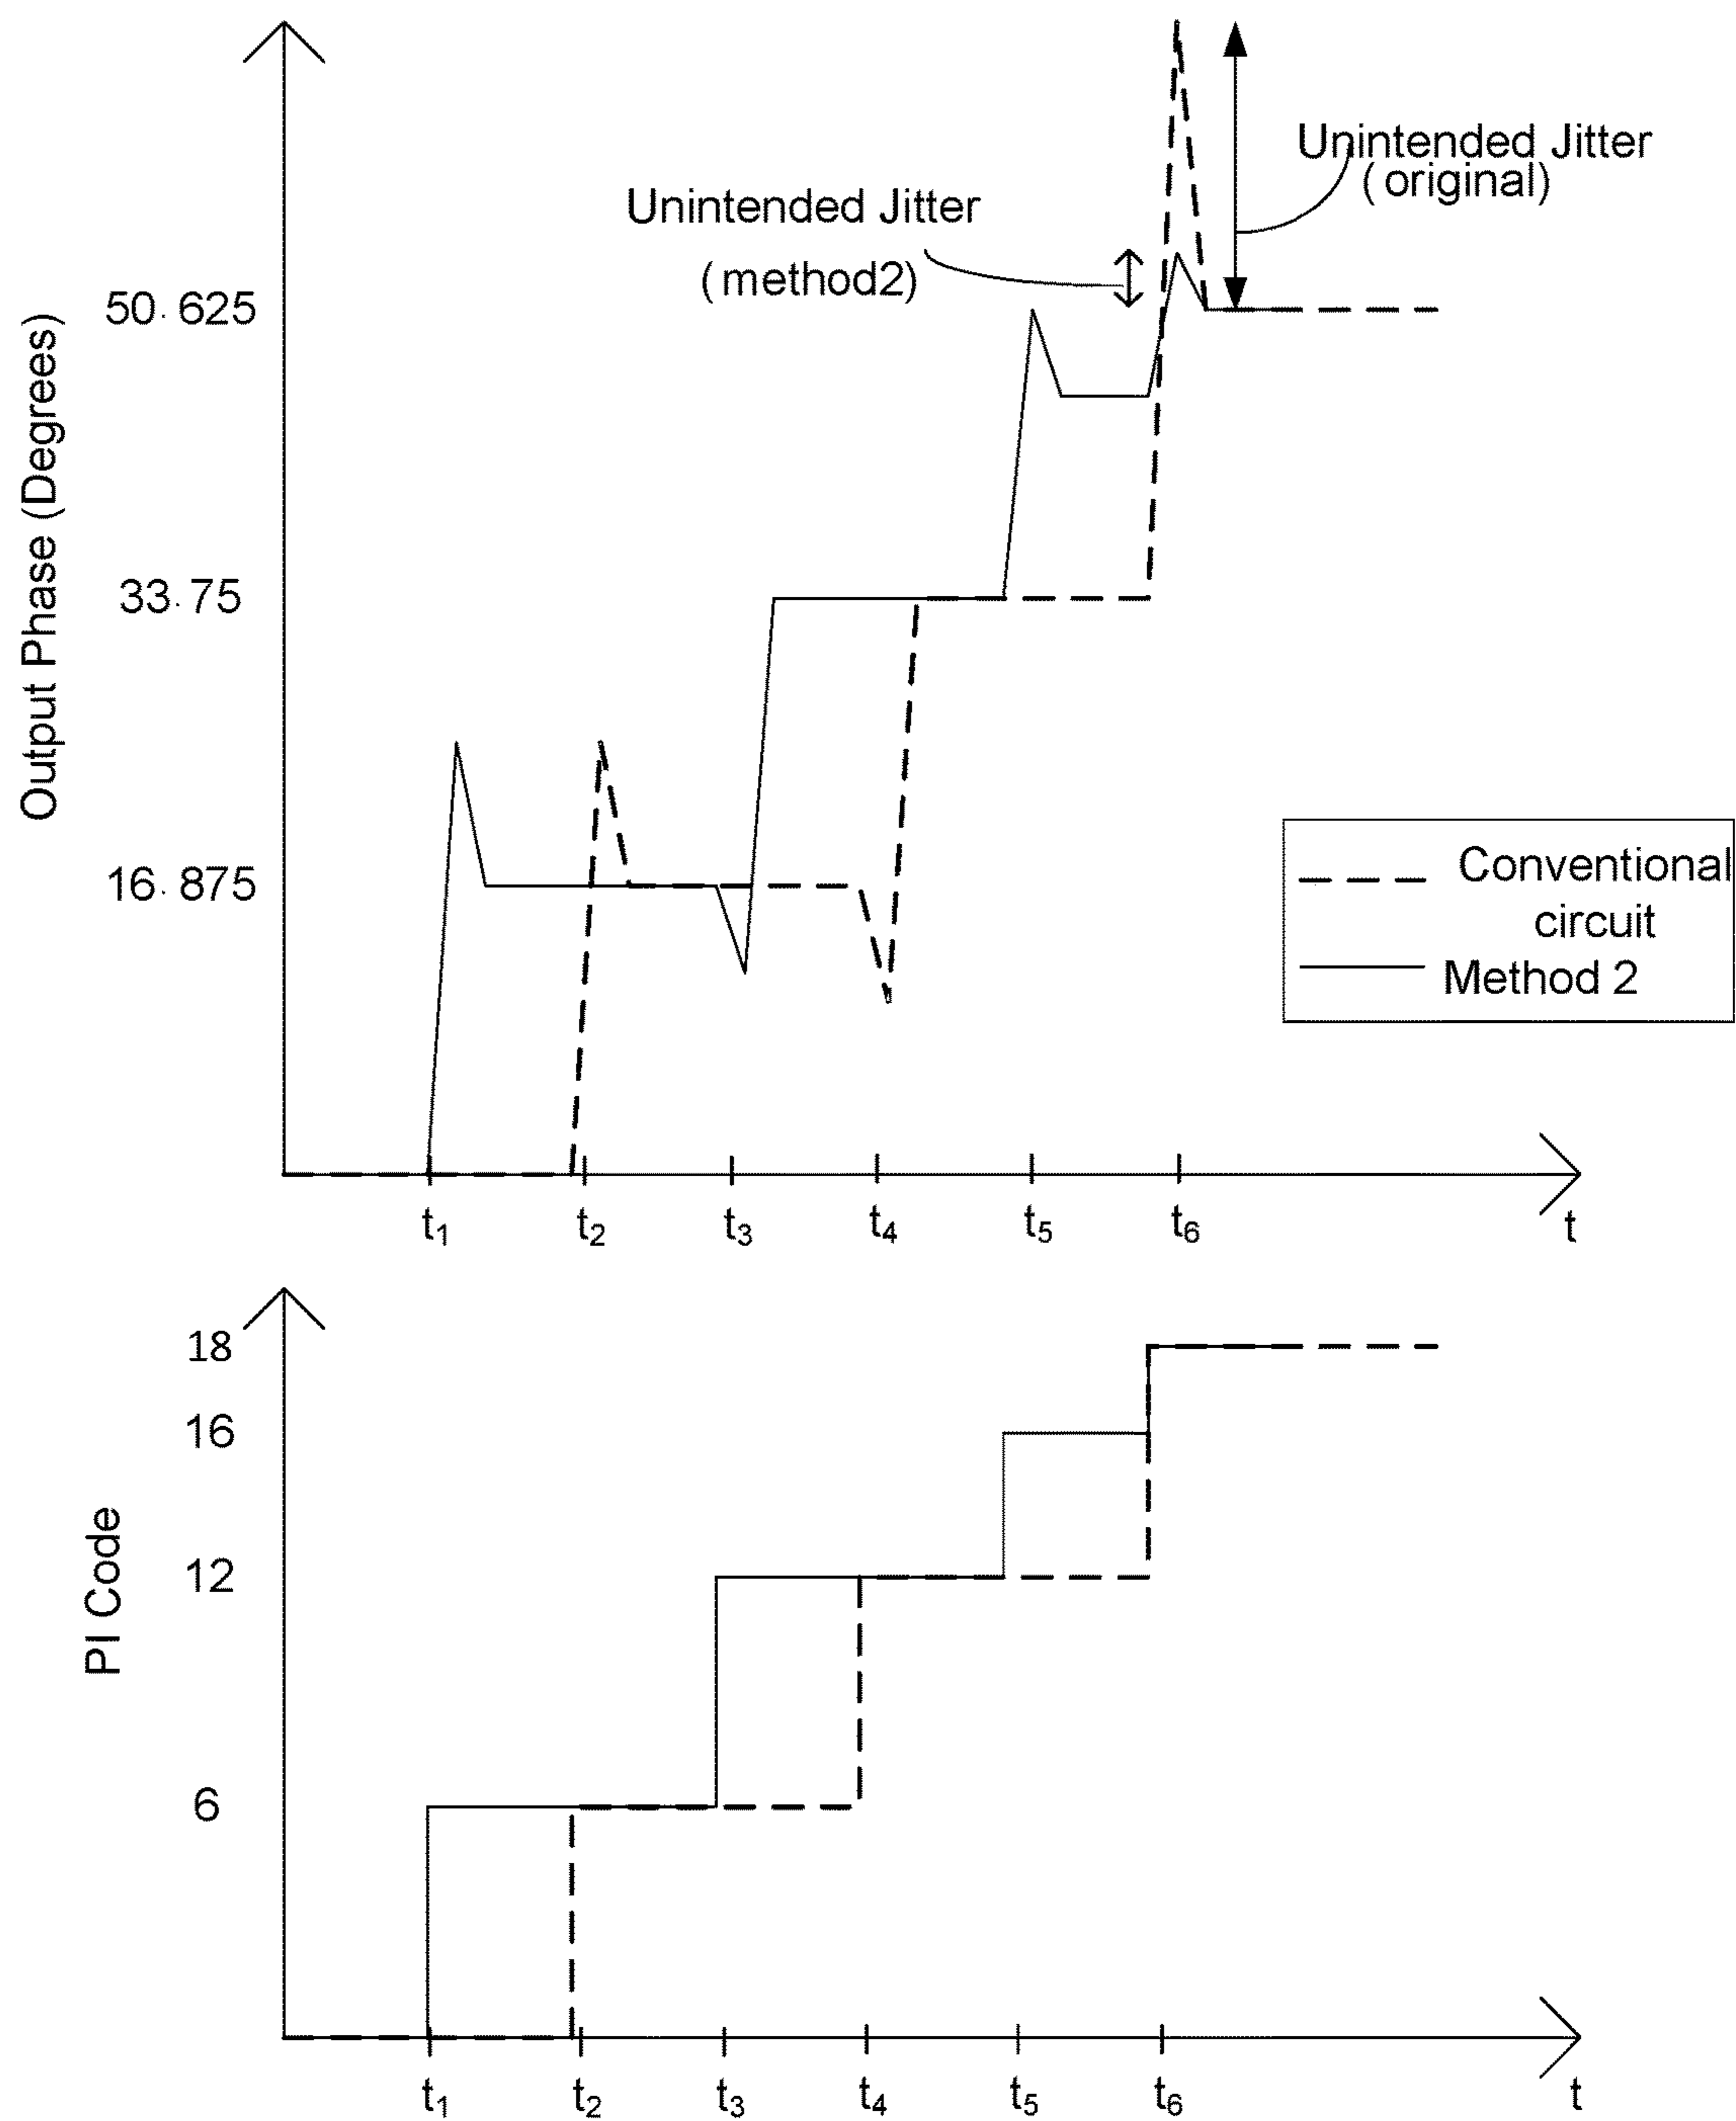 Unintended Jitter
(original)
Unintended Jitter
(method2)
Output Phase (Degrees)
50.625
33.75
16.875
Conventional
circuit
Method 2
t1 t2 t3 t4 t5 t6 t
PI Code
18
16
12
6
t1 t2 t3 t4 t5 t6 t